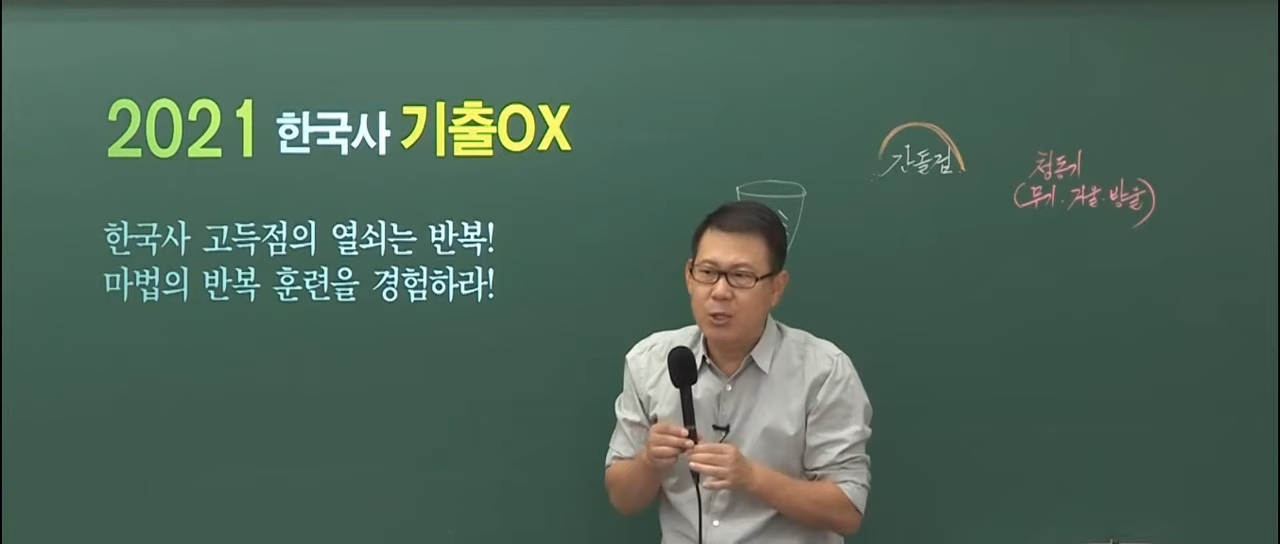 2021 한국사 기출OX
한국사 고득점의 열쇠는 반복!
마법의 반복 훈련을 경험하라!
간돌검
청동기
(무기·거울·방울)